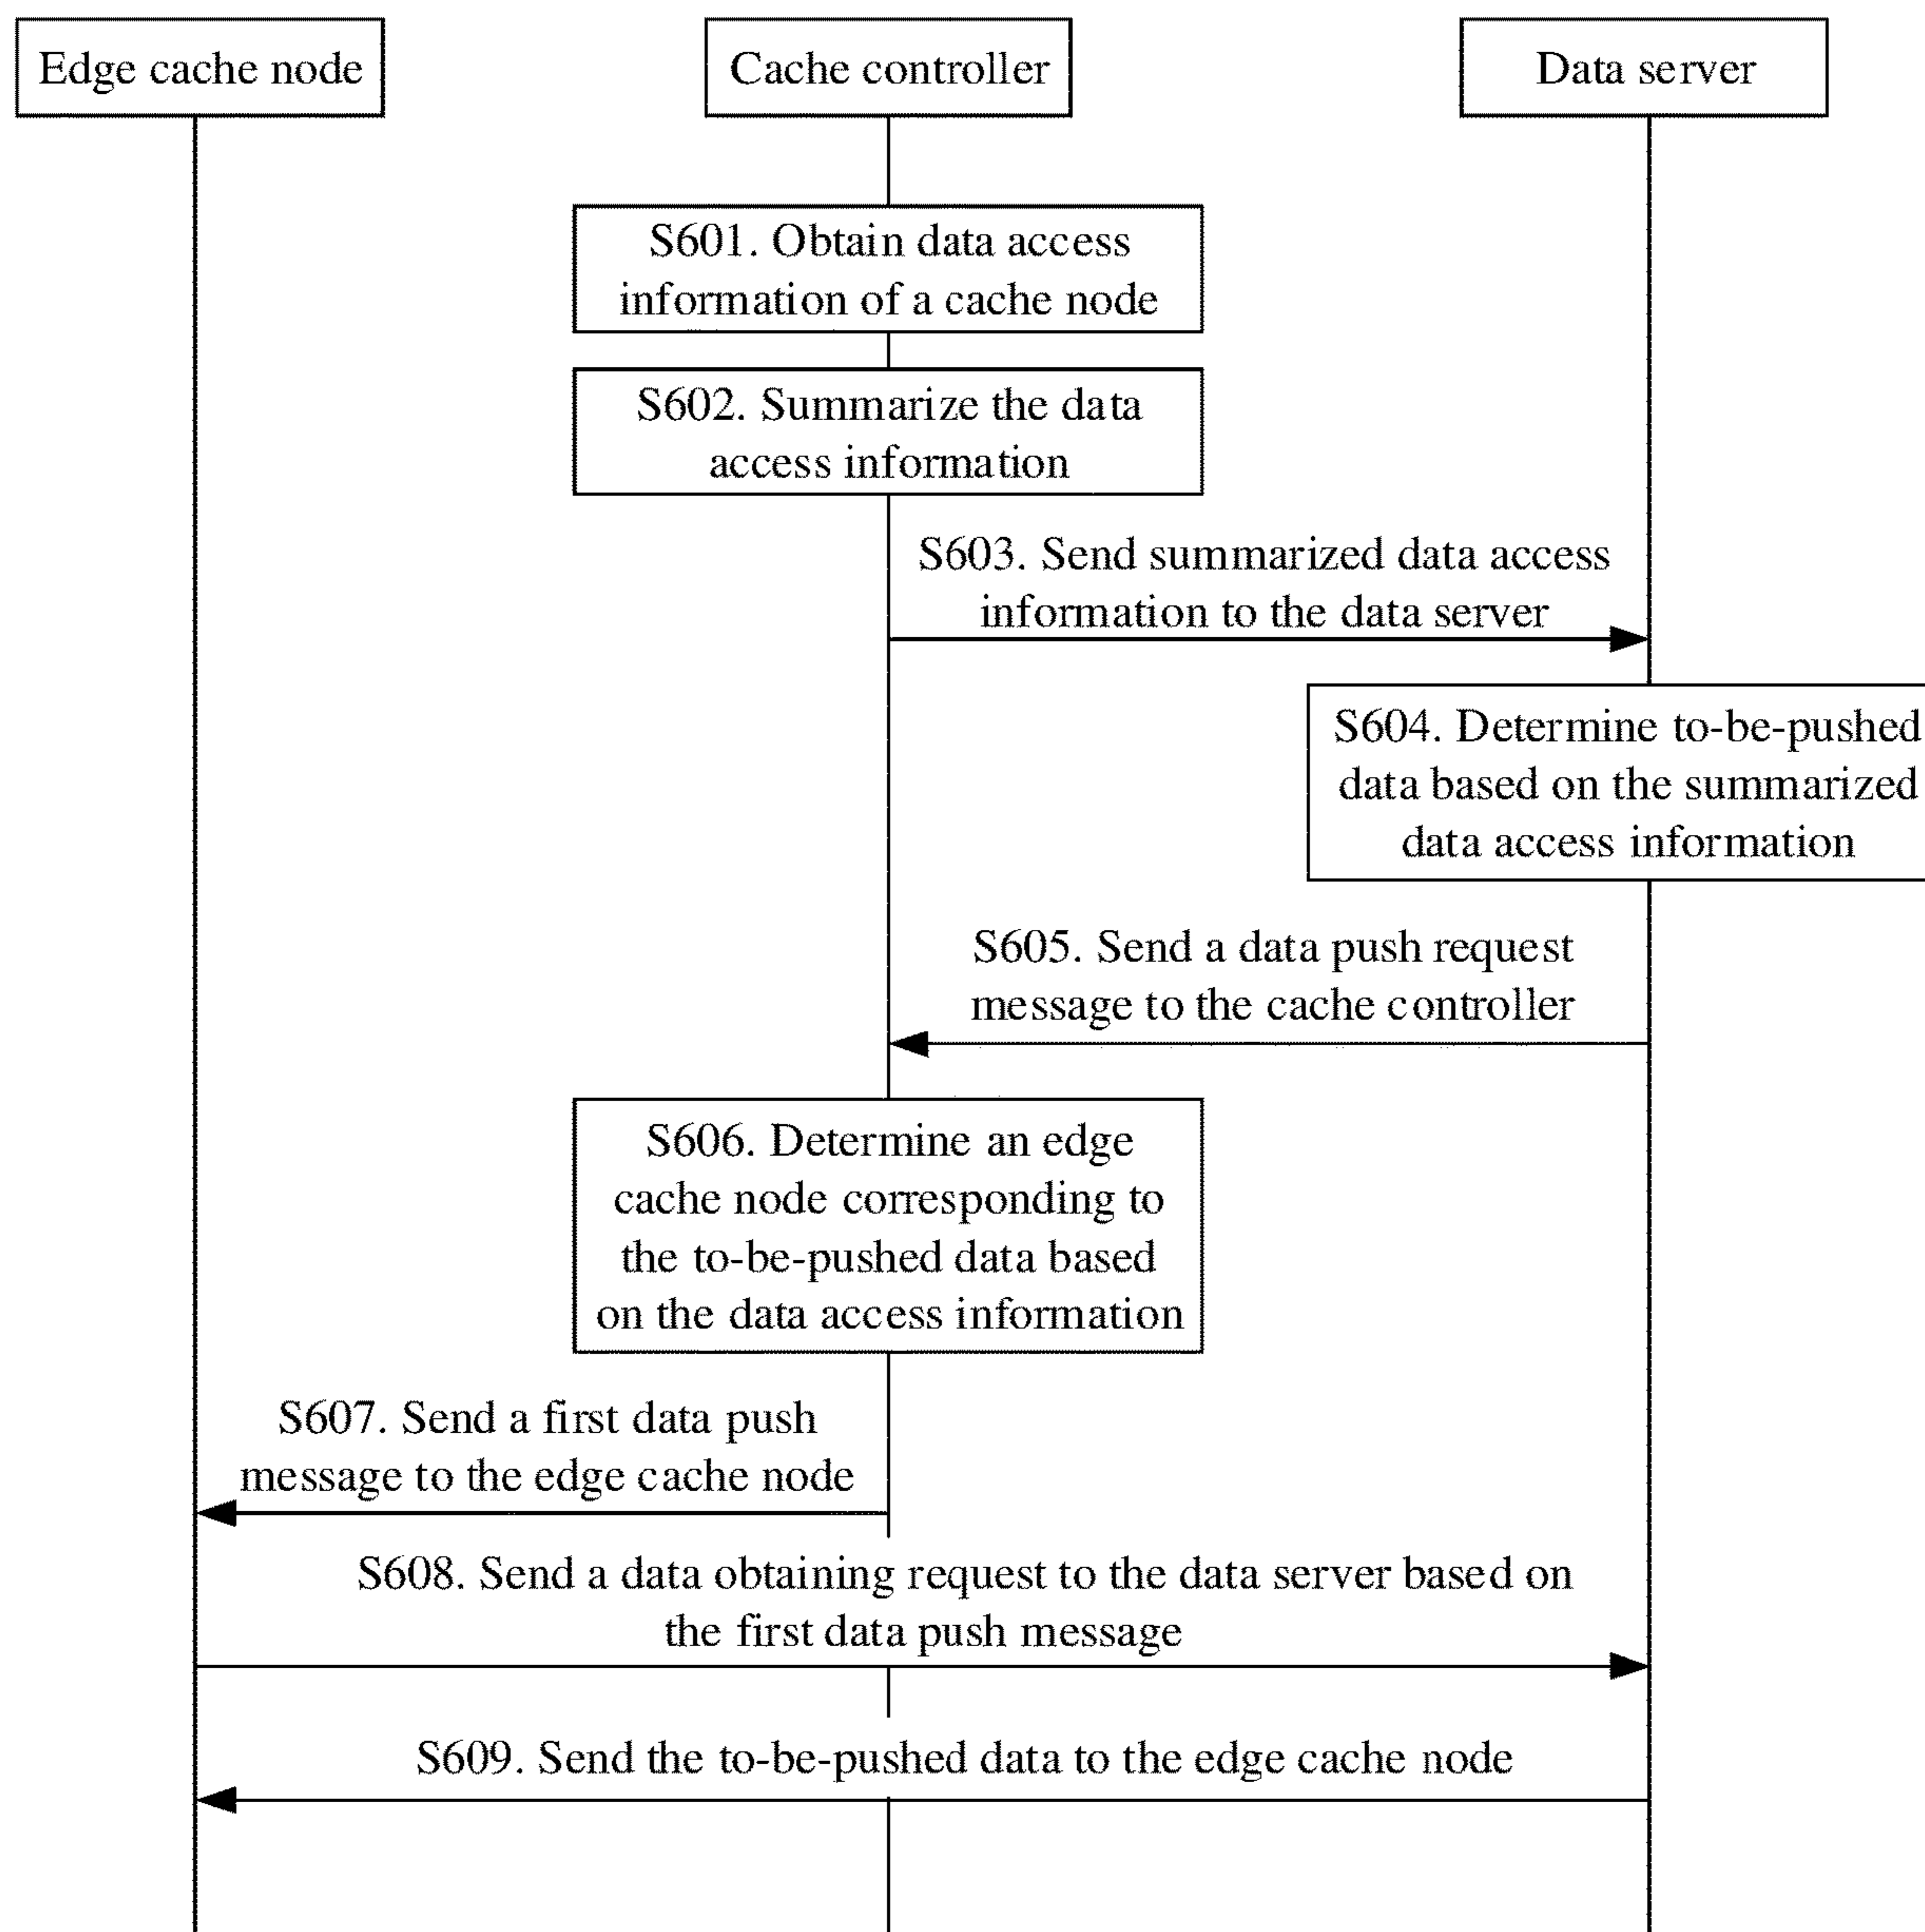 Edge cache node
Cache controller
Data server
S601. Obtain data access
information of a cache node
S602. Summarize the data
access information
S603. Send summarized data access
information to the data server
S604. Determine to-be-pushed
data based on the summarized
data access information
S605. Send a data push request
message to the cache controller
S606. Determine an edge
cache node corresponding to
the to-be-pushed data based
on the data access information
S607. Send a first data push
message to the edge cache node
S608. Send a data obtaining request to the data server based on
the first data push message
S609. Send the to-be-pushed data to the edge cache node